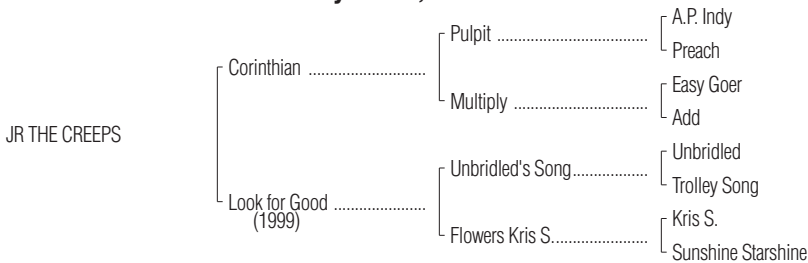 A.P. Indy
Pulpit ....................................
Preach
Corinthian ............................
Easy Goer
Multiply ................................
Add
JR THE CREEPS
Unbridled
Unbridled's Song..................
Trolley Song
Look for Good ......................
(1999)
Kris S.
Flowers Kris S.......................
Sunshine Starshine